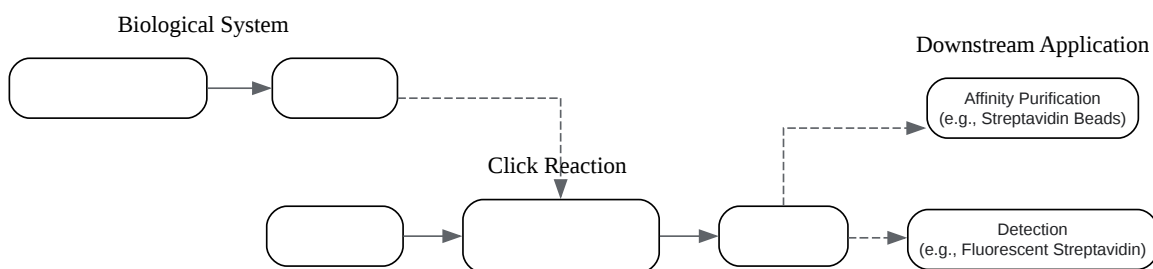 Biological System
Downstream Application
Affinity Purification
(e.g., Streptavidin Beads)
Click Reaction
Detection
(e.g., Fluorescent Streptavidin)